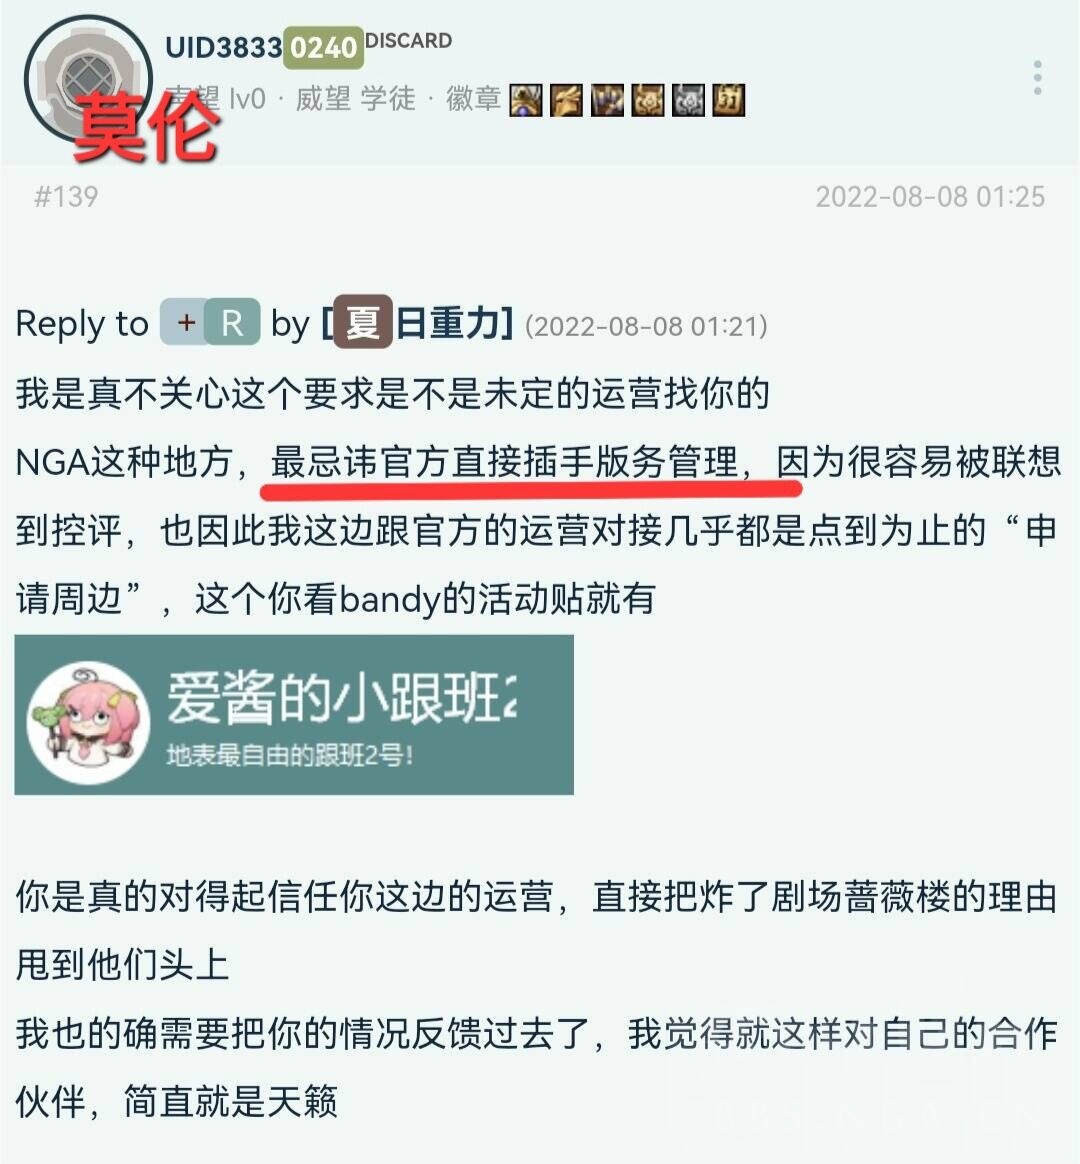 UID38330240DISCARD
声望 lv0 · 威望 学徒 · 徽章
莫伦
#139 2022-08-08 01:25
Reply to + R by [夏日重力] (2022-08-08 01:21)
我是真不关心这个要求是不是未定的运营找你的
NGA这种地方，最忌讳官方直接插手版务管理，因为很容易被联想
到控评，也因此我这边跟官方的运营对接几乎都是点到为止的“申
请周边”，这个你看bandy的活动贴就有
爱酱的小跟班2
地表最自由的跟班2号!
你是真的对得起信任你这边的运营，直接把炸了剧场蔷薇楼的理由
甩到他们头上
我也的确需要把你的情况反馈过去了，我觉得就这样对自己的合作
伙伴，简直就是天籁